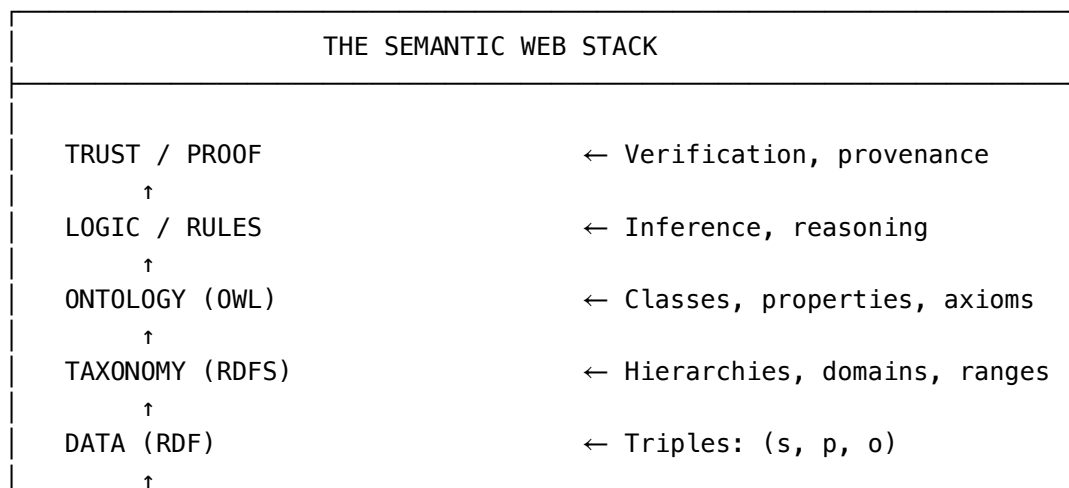 THE SEMANTIC WEB STACK
TRUST / PROOF ← Verification, provenance
↑
LOGIC / RULES ← Inference, reasoning
↑
ONTOLOGY (OWL) ← Classes, properties, axioms
↑
TAXONOMY (RDFS) ← Hierarchies, domains, ranges
↑
DATA (RDF) ← Triples: (s, p, o)
↑